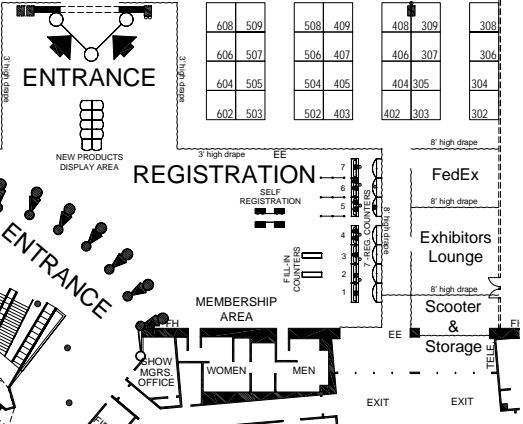 608 509
508 409
408 309
308
606 507
506 407
406 307
306
604 505
504 405
404 305
304
602 503
502 403
402 303
302
3' high drape
3' high drape
ENTRANCE
NEW PRODUCTS
DISPLAY AREA
3' high drape
EE
REGISTRATION
SELF
REGISTRATION
7
6
5
4
3
2
1
7 -REG. COUNTERS
8' high drape
FILL-IN
COUNTERS
8' high drape
FedEx
8' high drape
Exhibitors
Lounge
8' high drape
Scooter
&
Storage
ENTRANCE
MEMBERSHIP
AREA
FH
EE
TELE
SHOW
MGRS.
OFFICE
WOMEN
MEN
EXIT
EXIT